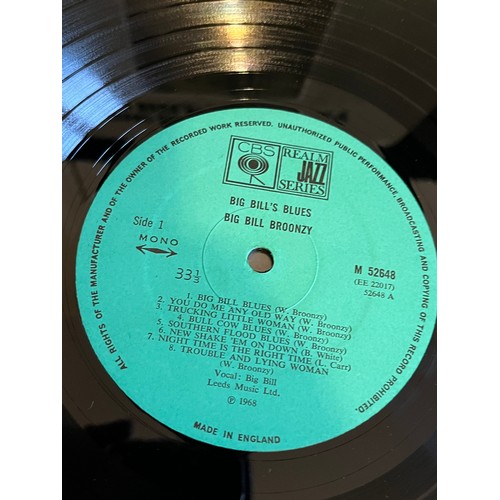 ALL RIGHTS OF THE MANUFACTURER AND OF THE OWNER OF THE RECORDED WORK RESERVED. UNAUTHORIZED PUBLIC PERFORMANCE, BROADCASTING AND COPYING OF THIS RECORD PROHIBITED.
CBS
REALM
JAZZ
SERIES
BIG BILL'S BLUES
BIG BILL BROONZY
Side 1
MONO
33⅓
M 52648
(EE 22017)
52648 A
1. BIG BILL BLUES (W. Broonzy)
2. YOU DO ME ANY OLD WAY (W. Broonzy)
3. TRUCKING LITTLE WOMAN (W. Broonzy)
4. BULL COW BLUES (W. Broonzy)
5. SOUTHERN FLOOD BLUES (W. Broonzy)
6. NEW SHAKE 'EM ON DOWN (B. White)
7. NIGHT TIME IS THE RIGHT TIME (L. Carr)
8. TROUBLE AND LYING WOMAN
(W. Broonzy)
Vocal: Big Bill
Leeds Music Ltd.
℗ 1968
MADE IN ENGLAND